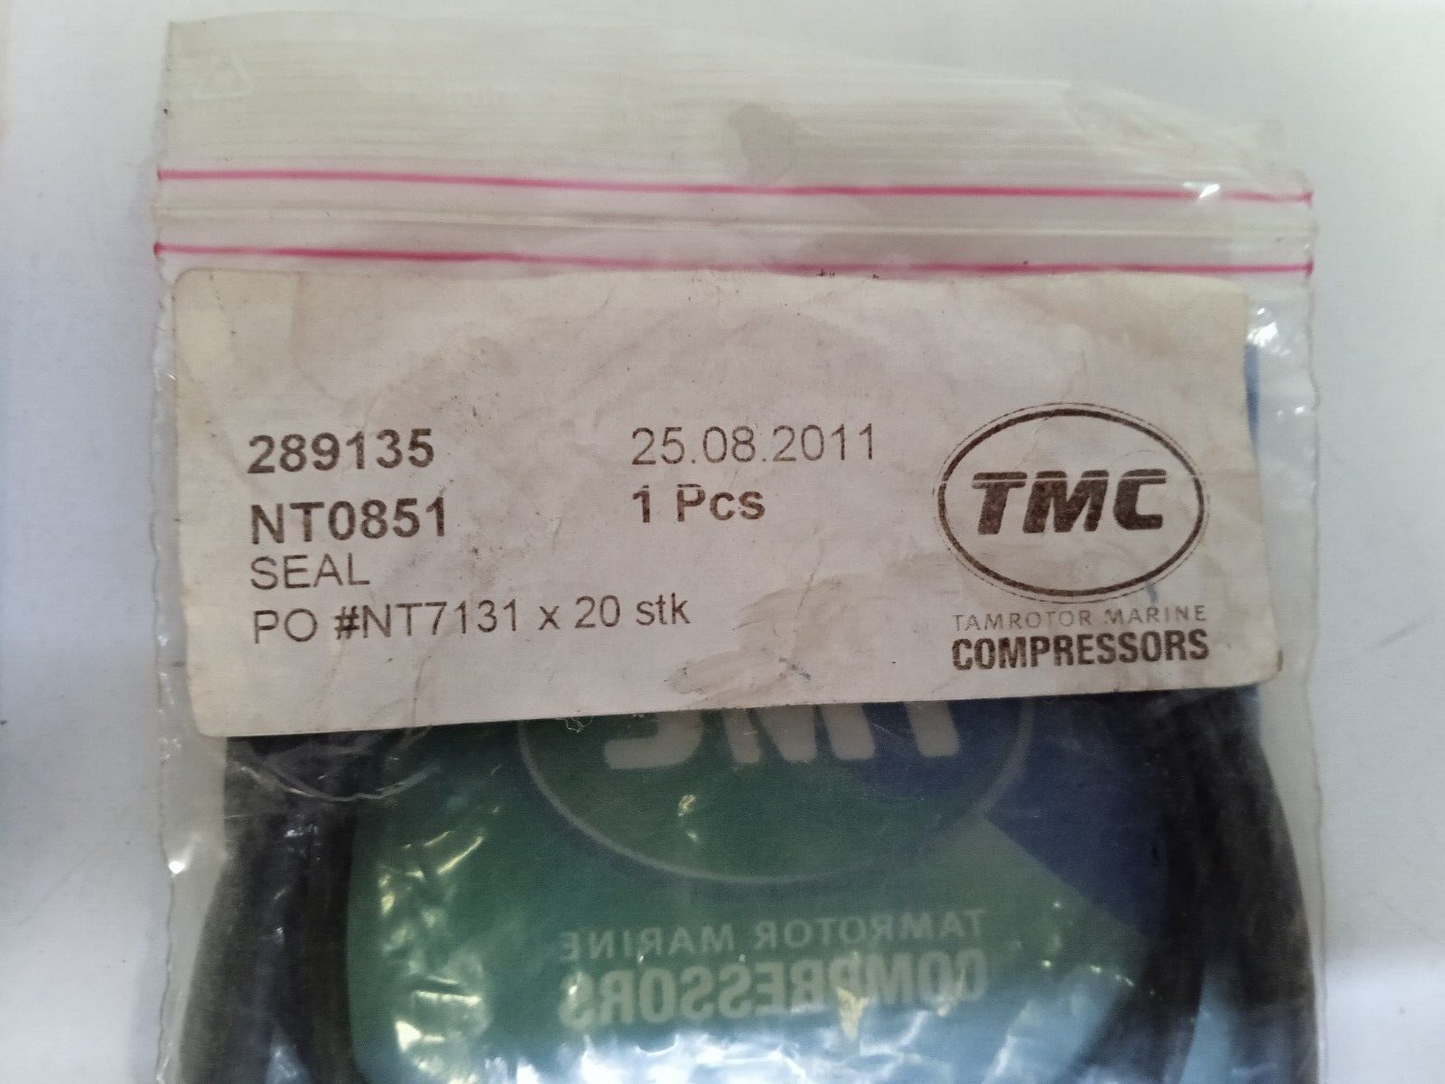 289135
25.08.2011
NT0851
1 Pcs
SEAL
PO #NT7131 x 20 stk
TMC
TAMROTOR MARINE
COMPRESSORS
TMC
TAMROTOR MARINE
COMPRESSORS